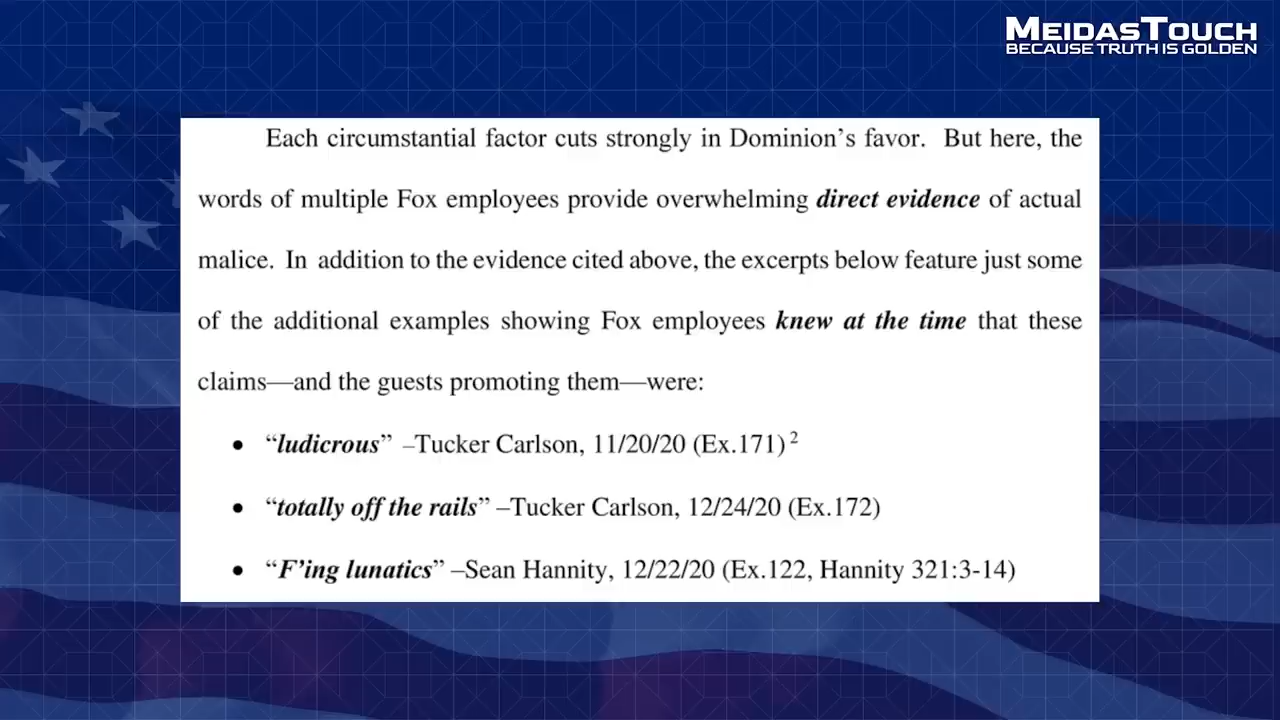 MEIDASTOUCH
BECAUSE TRUTH IS GOLDEN
Each circumstantial factor cuts strongly in Dominion’s favor. But here, the
words of multiple Fox employees provide overwhelming direct evidence of actual
malice. In addition to the evidence cited above, the excerpts below feature just some
of the additional examples showing Fox employees knew at the time that these
claims—and the guests promoting them—were:
• “ludicrous” –Tucker Carlson, 11/20/20 (Ex.171) 2
• “totally off the rails” –Tucker Carlson, 12/24/20 (Ex.172)
• “F’ing lunatics” –Sean Hannity, 12/22/20 (Ex.122, Hannity 321:3-14)